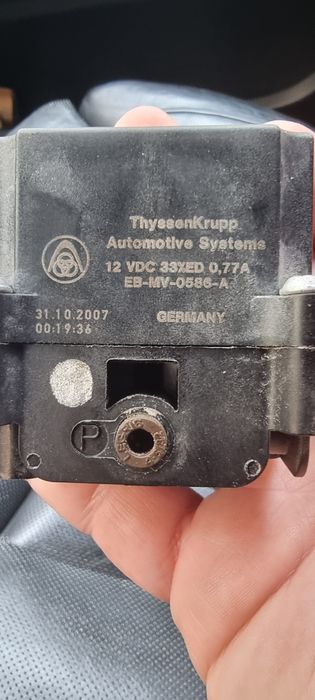 ThyssenKrupp
Automotive Systems
12 VDC 33%ED 0,77A
EB-MV-0586-A
31.10.2007
00:19:36
GERMANY
P